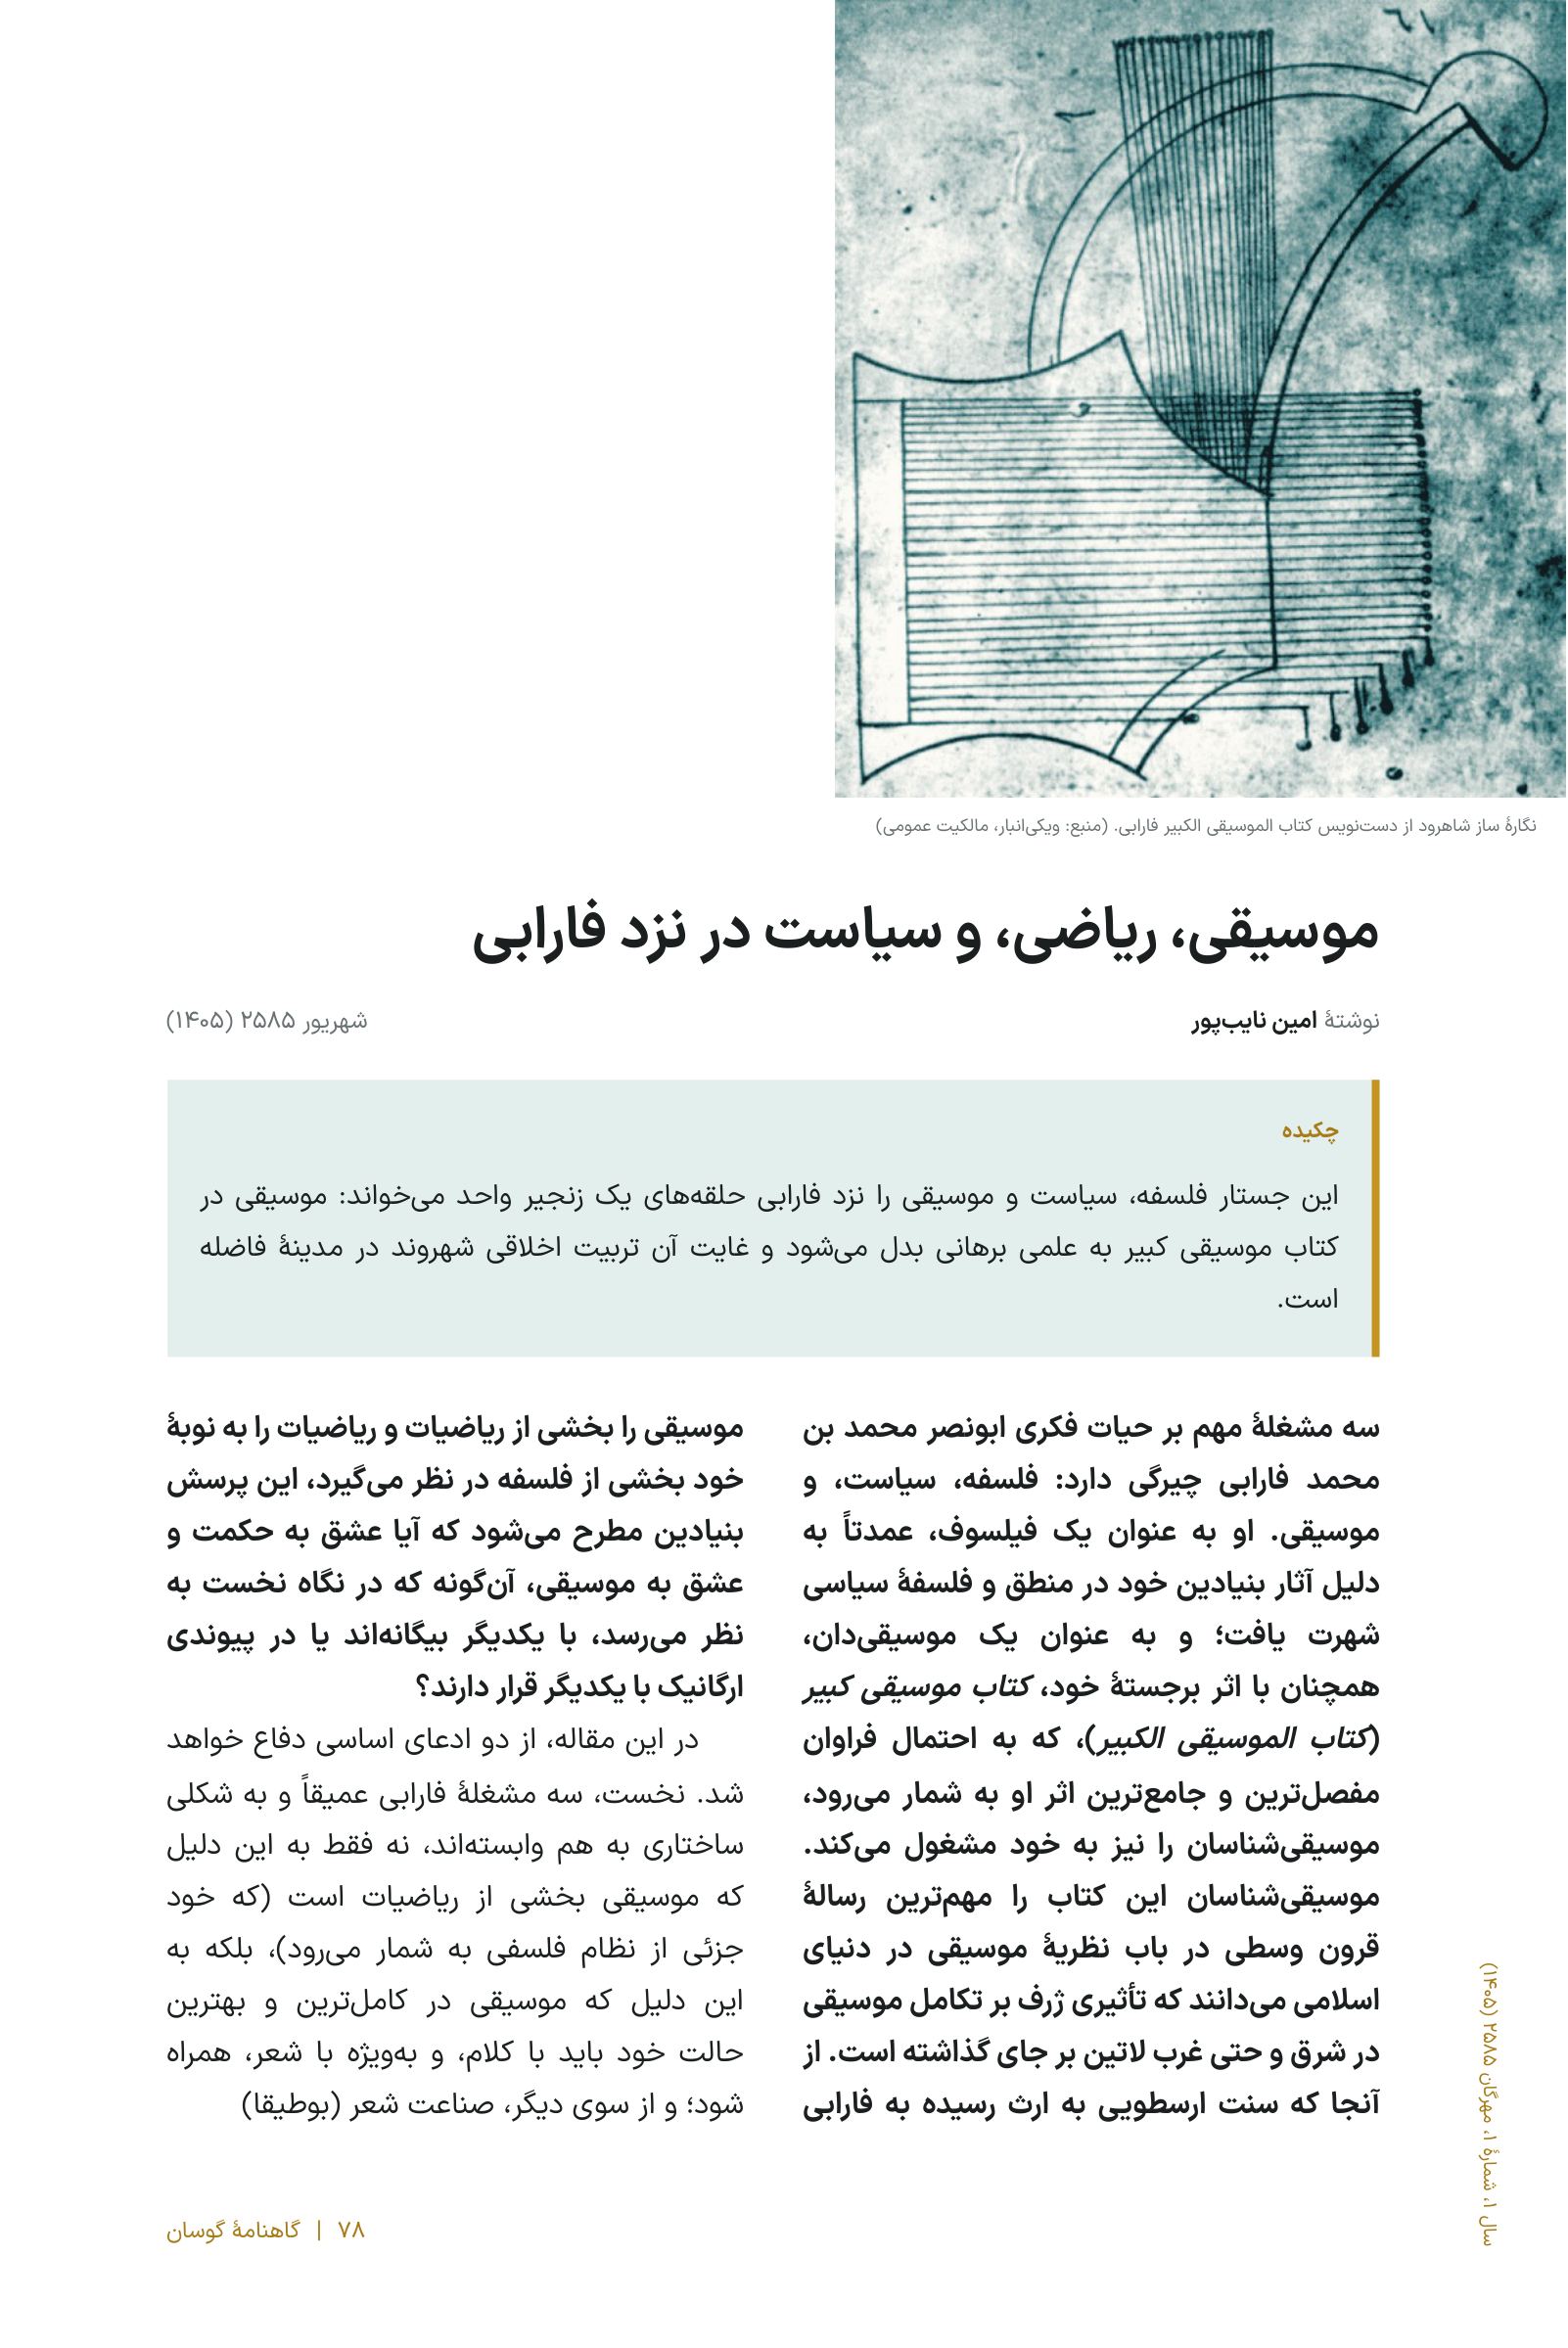 نگارهٔ ساز شاهرود از دست‌نویس کتاب الموسیقی الکبیر فارابی. (منبع: ویکی‌انبار، مالکیت عمومی)
موسیقی، ریاضی، و سیاست در نزد فارابی
نوشتهٔ امین نایب‌پور
شهریور ۲۵۸۵ (۱۴۰۵)
چکیده
این جستار فلسفه، سیاست و موسیقی را نزد فارابی حلقه‌های یک زنجیر واحد می‌خواند: موسیقی در
کتاب موسیقی کبیر به علمی برهانی بدل می‌شود و غایت آن تربیت اخلاقی شهروند در مدینهٔ فاضله
است.
سه مشغلهٔ مهم بر حیات فکری ابونصر محمد بن
محمد فارابی چیرگی دارد: فلسفه، سیاست، و
موسیقی. او به عنوان یک فیلسوف، عمدتاً به
دلیل آثار بنیادین خود در منطق و فلسفهٔ سیاسی
شهرت یافت؛ و به عنوان یک موسیقی‌دان،
همچنان با اثر برجستهٔ خود، کتاب موسیقی کبیر
(کتاب الموسیقی الکبیر)، که به احتمال فراوان
مفصل‌ترین و جامع‌ترین اثر او به شمار می‌رود،
موسیقی‌شناسان را نیز به خود مشغول می‌کند.
موسیقی‌شناسان این کتاب را مهم‌ترین رسالهٔ
قرون وسطی در باب نظریهٔ موسیقی در دنیای
اسلامی می‌دانند که تأثیری ژرف بر تکامل موسیقی
در شرق و حتی غرب لاتین بر جای گذاشته است. از
آنجا که سنت ارسطویی به ارث رسیده به فارابی
موسیقی را بخشی از ریاضیات و ریاضیات را به نوبهٔ
خود بخشی از فلسفه در نظر می‌گیرد، این پرسش
بنیادین مطرح می‌شود که آیا عشق به حکمت و
عشق به موسیقی، آن‌گونه که در نگاه نخست به
نظر می‌رسد، با یکدیگر بیگانه‌اند یا در پیوندی
ارگانیک با یکدیگر قرار دارند؟
در این مقاله، از دو ادعای اساسی دفاع خواهد
شد. نخست، سه مشغلهٔ فارابی عمیقاً و به شکلی
ساختاری به هم وابسته‌اند، نه فقط به این دلیل
که موسیقی بخشی از ریاضیات است (که خود
جزئی از نظام فلسفی به شمار می‌رود)، بلکه به
این دلیل که موسیقی در کامل‌ترین و بهترین
حالت خود باید با کلام، و به‌ویژه با شعر، همراه
شود؛ و از سوی دیگر، صناعت شعر (بوطیقا)
سال ۱، شمارهٔ ۱، مهرگان ۲۵۸۵ (۱۴۰۵)
۷۸ | گاهنامهٔ گوسان